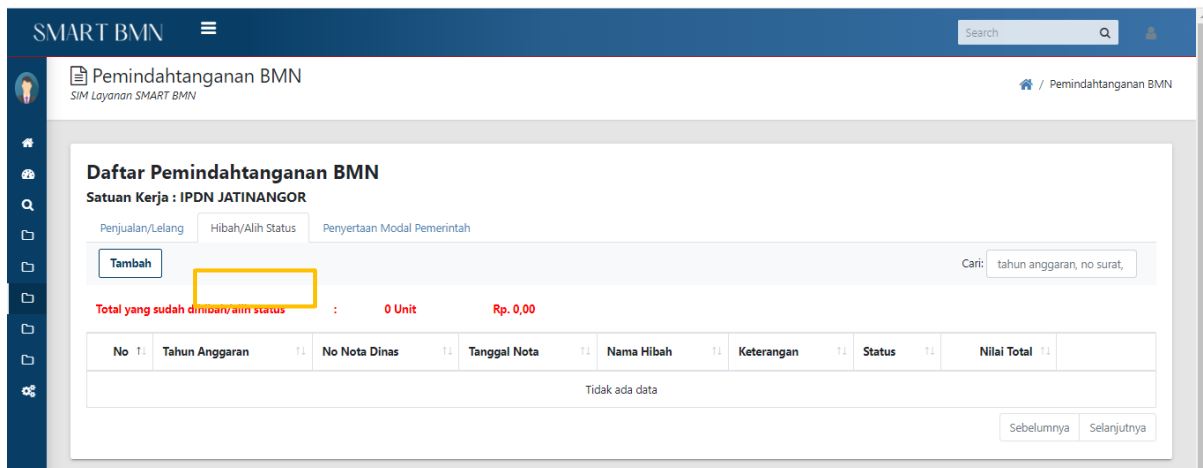 SMART BMN Search
Pemindahtanganan BMN
SIM Layanan SMART BMN
/ Pemindahtanganan BMN
Daftar Pemindahtanganan BMN
Satuan Kerja : IPDN JATINANGOR
Penjualan/Lelang Hibah/Alih Status Penyertaan Modal Pemerintah
Tambah Cari: tahun anggaran, no surat,
Total yang sudah dihibah/alih status : 0 Unit Rp. 0,00
No Tahun Anggaran No Nota Dinas Tanggal Nota Nama Hibah Keterangan Status Nilai Total
Tidak ada data
Sebelumnya Selanjutnya